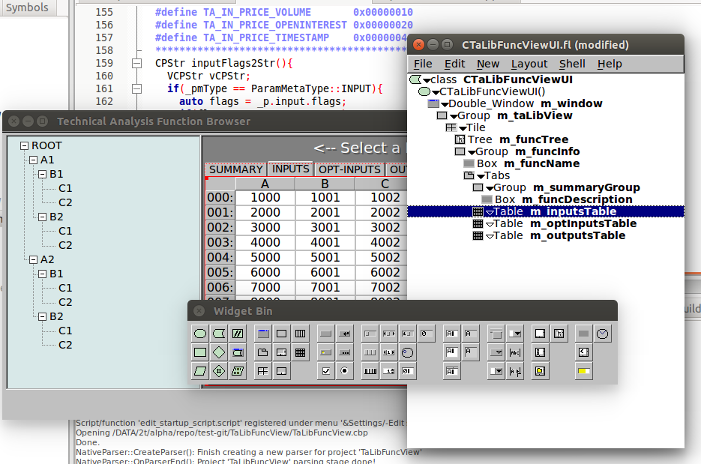 Symbols
155 #define TA_IN_PRICE_VOLUME 0x00000010
156 #define TA_IN_PRICE_OPENINTEREST 0x00000020
157 #define TA_IN_PRICE_TIMESTAMP 0x0000004
158
159 CPStr inputFlags2Str(){
160 VCPStr vCPStr;
161 if(_pmType == ParamMetaType::INPUT){
162 auto flags = _p.input.flags;
Technical Analysis Function Browser
ROOT
A1
B1
C1
C2
B2
C1
C2
A2
B1
C1
C2
B2
C1
C2
<-- Select a
SUMMARY INPUTS OPT-INPUTS OU
A B C
000: 1000 1001 1002
001: 2000 2001 2002
002: 3000 3001 3002
003: 4000 4001 4002
004: 5000 5001 5002
005: 6000 6001 6002
006: 7000 7001 7002
CTaLibFuncViewUI.fl (modified)
File Edit New Layout Shell Help
class CTaLibFuncViewUI
CTaLibFuncViewUI()
Double_Window m_window
Group m_taLibView
Tile
Tree m_funcTree
Group m_funcInfo
Box m_funcName
Tabs
Group m_summaryGroup
Box m_funcDescription
Table m_inputsTable
Table m_optInputsTable
Table m_outputsTable
Widget Bin
uild
Script/function 'edit_startup_script.script' registered under menu '&Settings/-Edit
Opening /DATA/2t/alpha/repo/test-git/TaLibFuncView/TaLibFuncView.cbp
Done.
NativeParser::CreateParser(): Finish creating a new parser for project 'TaLibFuncView'
NativeParser::OnParserEnd(): Project 'TaLibFuncView' parsing stage done!